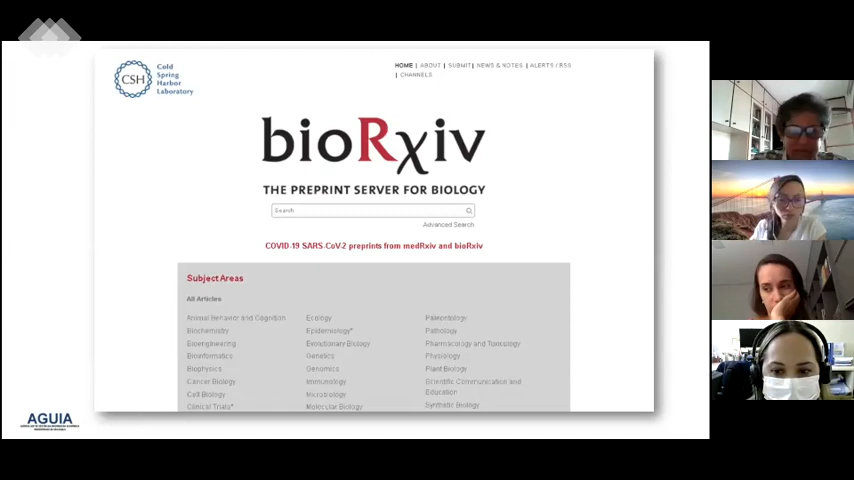 CSH Cold Spring Harbor Laboratory
HOME | ABOUT | SUBMIT| NEWS & NOTES | ALERTS / RSS
| CHANNELS
bioRχiv
THE PREPRINT SERVER FOR BIOLOGY
Search
Advanced Search
COVID-19 SARS-CoV-2 preprints from medRxiv and bioRxiv
Subject Areas
All Articles
Animal Behavior and Cognition
Biochemistry
Bioengineering
Bioinformatics
Biophysics
Cancer Biology
Cell Biology
Clinical Trials*
Ecology
Epidemiology*
Evolutionary Biology
Genetics
Genomics
Immunology
Microbiology
Molecular Biology
Paleontology
Pathology
Pharmacology and Toxicology
Physiology
Plant Biology
Scientific Communication and
Education
Synthetic Biology
AGUIA